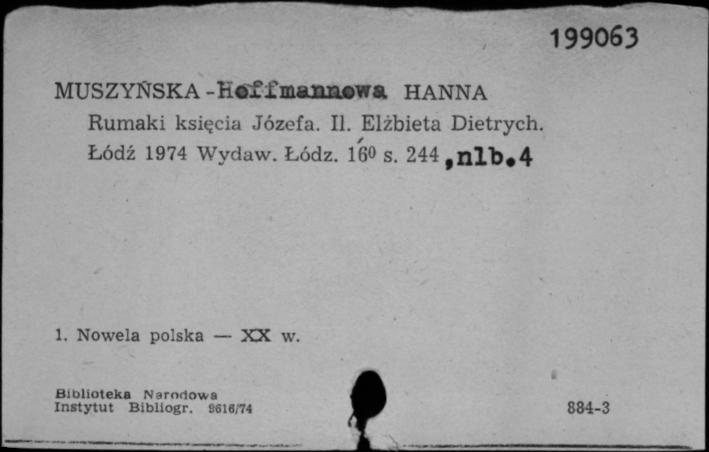 199063
MUSZYŃSKA-Hoffmannowa HANNA
Rumaki księcia Józefa. Il. Elżbieta Dietrych.
Łódź 1974 Wydaw. Łódz. 16⁰ s. 244, nlb. 4
1. Nowela polska — XX w.
Biblioteka Narodowa
Instytut Bibliogr. 9616/74
884-3